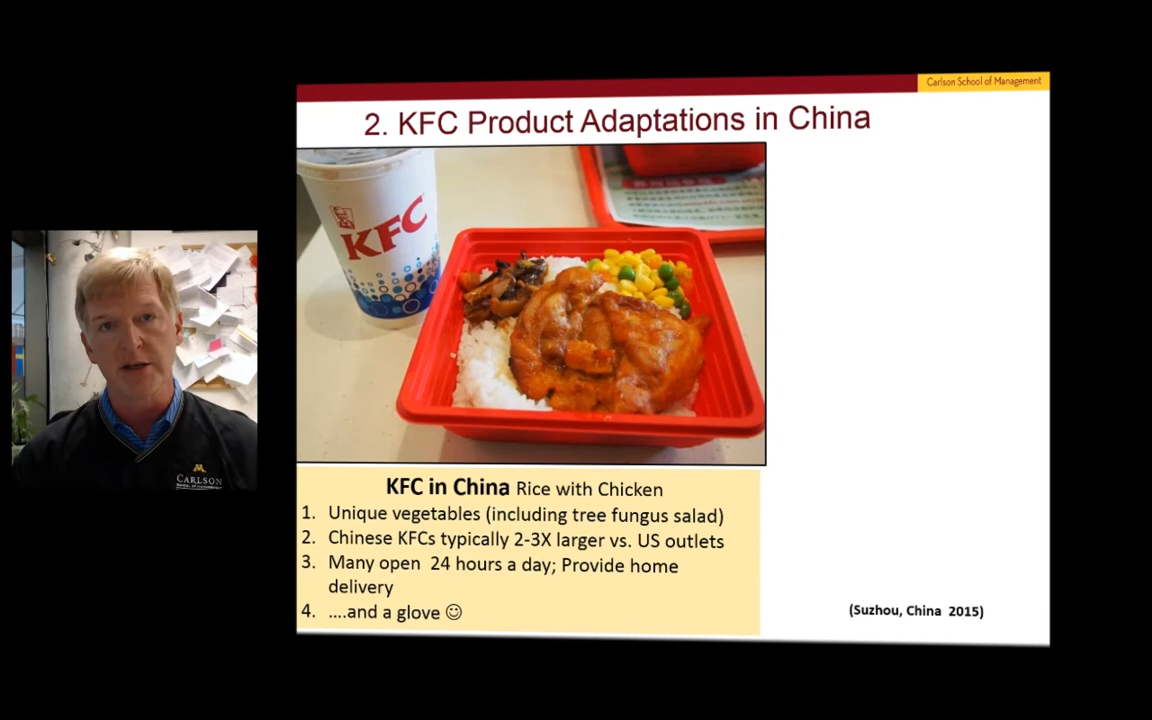 Carlson School of Management
2. KFC Product Adaptations in China
KFC
KFC
KFC in China Rice with Chicken
1. Unique vegetables (including tree fungus salad)
2. Chinese KFCs typically 2-3X larger vs. US outlets
3. Many open 24 hours a day; Provide home
delivery
4. ....and a glove ☺
(Suzhou, China 2015)
M
CARLSON